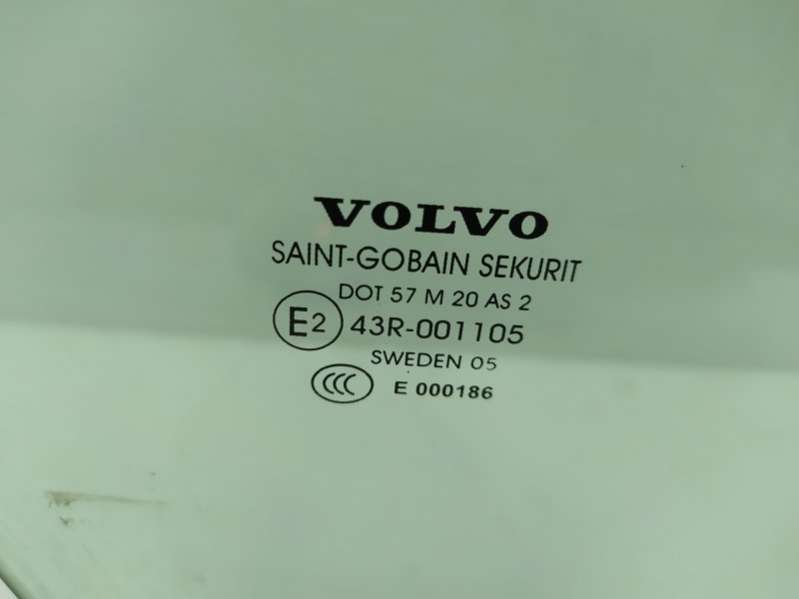 VOLVO
SAINT-GOBAIN SEKURIT
DOT 57 M 20 AS 2
E2 43R-001105
SWEDEN 05
CCC E 000186